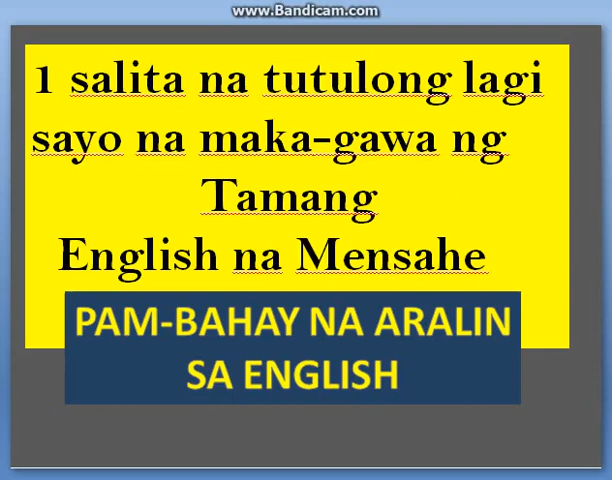 www.Bandicam.com
1 salita na tutulong lagi
sayo na maka-gawa ng
Tamang
English na Mensahe
PAM-BAHAY NA ARALIN
SA ENGLISH